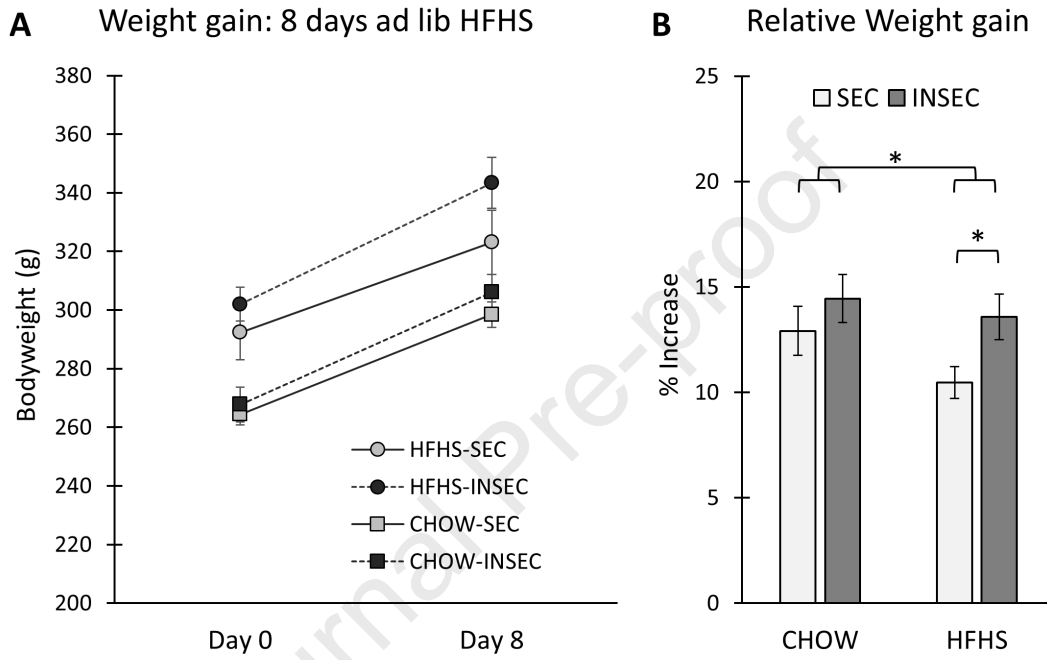 A Weight gain: 8 days ad lib HFHS
Bodyweight (g)
380
360
340
320
300
280
260
240
220
200
Day 0 Day 8
HFHS-SEC
HFHS-INSEC
CHOW-SEC
CHOW-INSEC
B Relative Weight gain
% Increase
25
20
15
10
5
0
SEC INSEC
*
*
CHOW HFHS
urnal Pre-proof